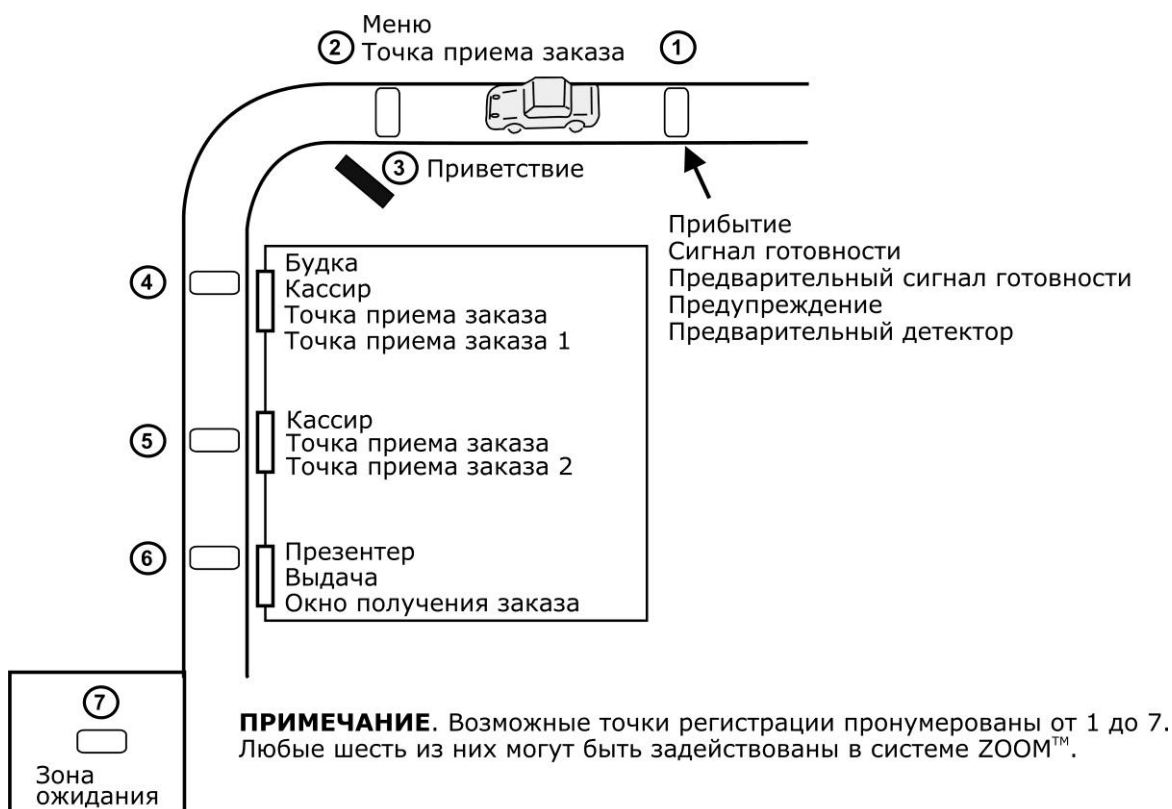 Меню
2 Точка приема заказа
1
3 Приветствие
Прибытие
Сигнал готовности
Предварительный сигнал готовности
Предупреждение
Предварительный детектор
4
Будка
Кассир
Точка приема заказа
Точка приема заказа 1
5
Кассир
Точка приема заказа
Точка приема заказа 2
6
Презентер
Выдача
Окно получения заказа
7
Зона
ожидания
ПРИМЕЧАНИЕ. Возможные точки регистрации пронумерованы от 1 до 7.
Любые шесть из них могут быть задействованы в системе ZOOM™.